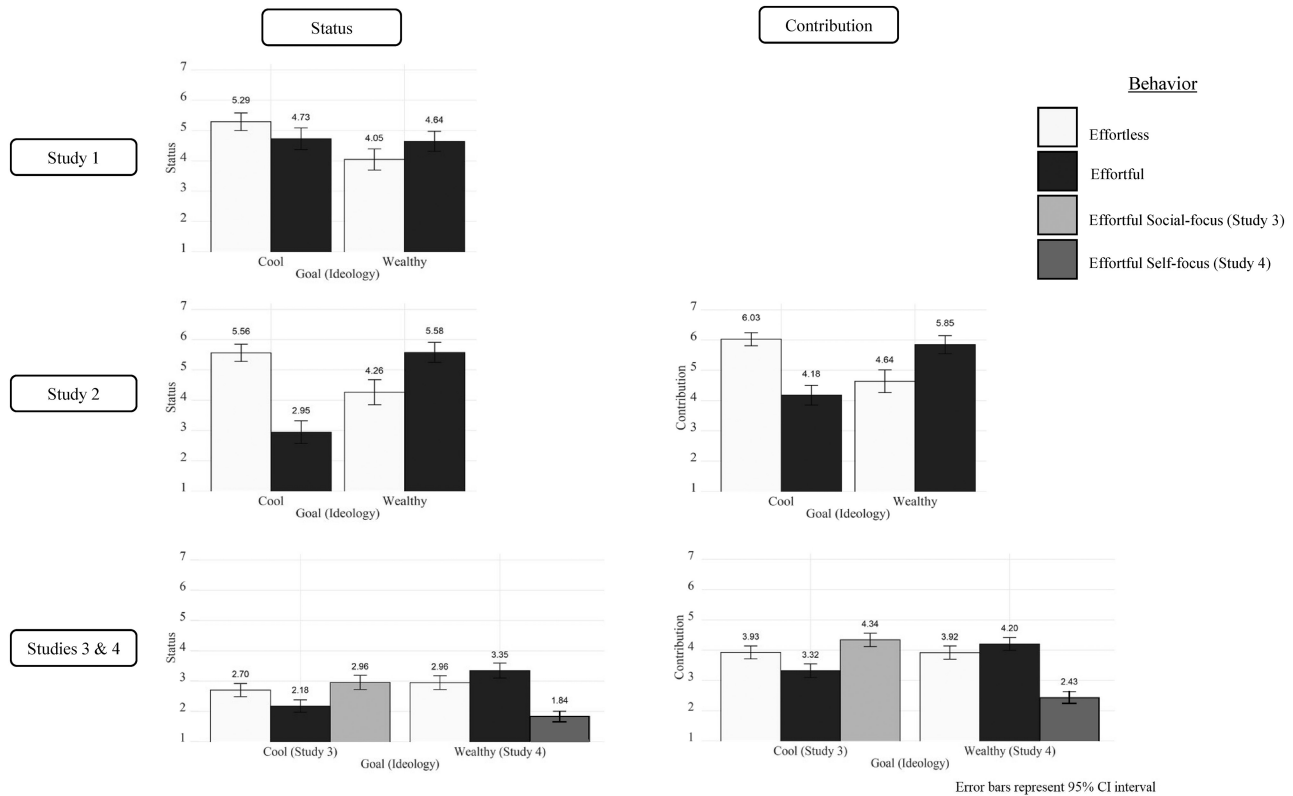 Status
Contribution
Behavior
Effortless
Effortful
Effortful Social-focus (Study 3)
Effortful Self-focus (Study 4)
Study 1
Status
7
6
5
4
3
2
1
5.29
4.73
4.05
4.64
Cool
Wealthy
Goal (Ideology)
Study 2
Status
7
6
5
4
3
2
1
5.56
2.95
4.26
5.58
Cool
Wealthy
Goal (Ideology)
Contribution
7
6
5
4
3
2
1
6.03
4.18
4.64
5.85
Cool
Wealthy
Goal (Ideology)
Studies 3 & 4
Status
7
6
5
4
3
2
1
2.70
2.18
2.96
2.96
3.35
1.84
Cool (Study 3)
Wealthy (Study 4)
Goal (Ideology)
Contribution
7
6
5
4
3
2
1
3.93
3.32
4.34
3.92
4.20
2.43
Cool (Study 3)
Wealthy (Study 4)
Goal (Ideology)
Error bars represent 95% CI interval